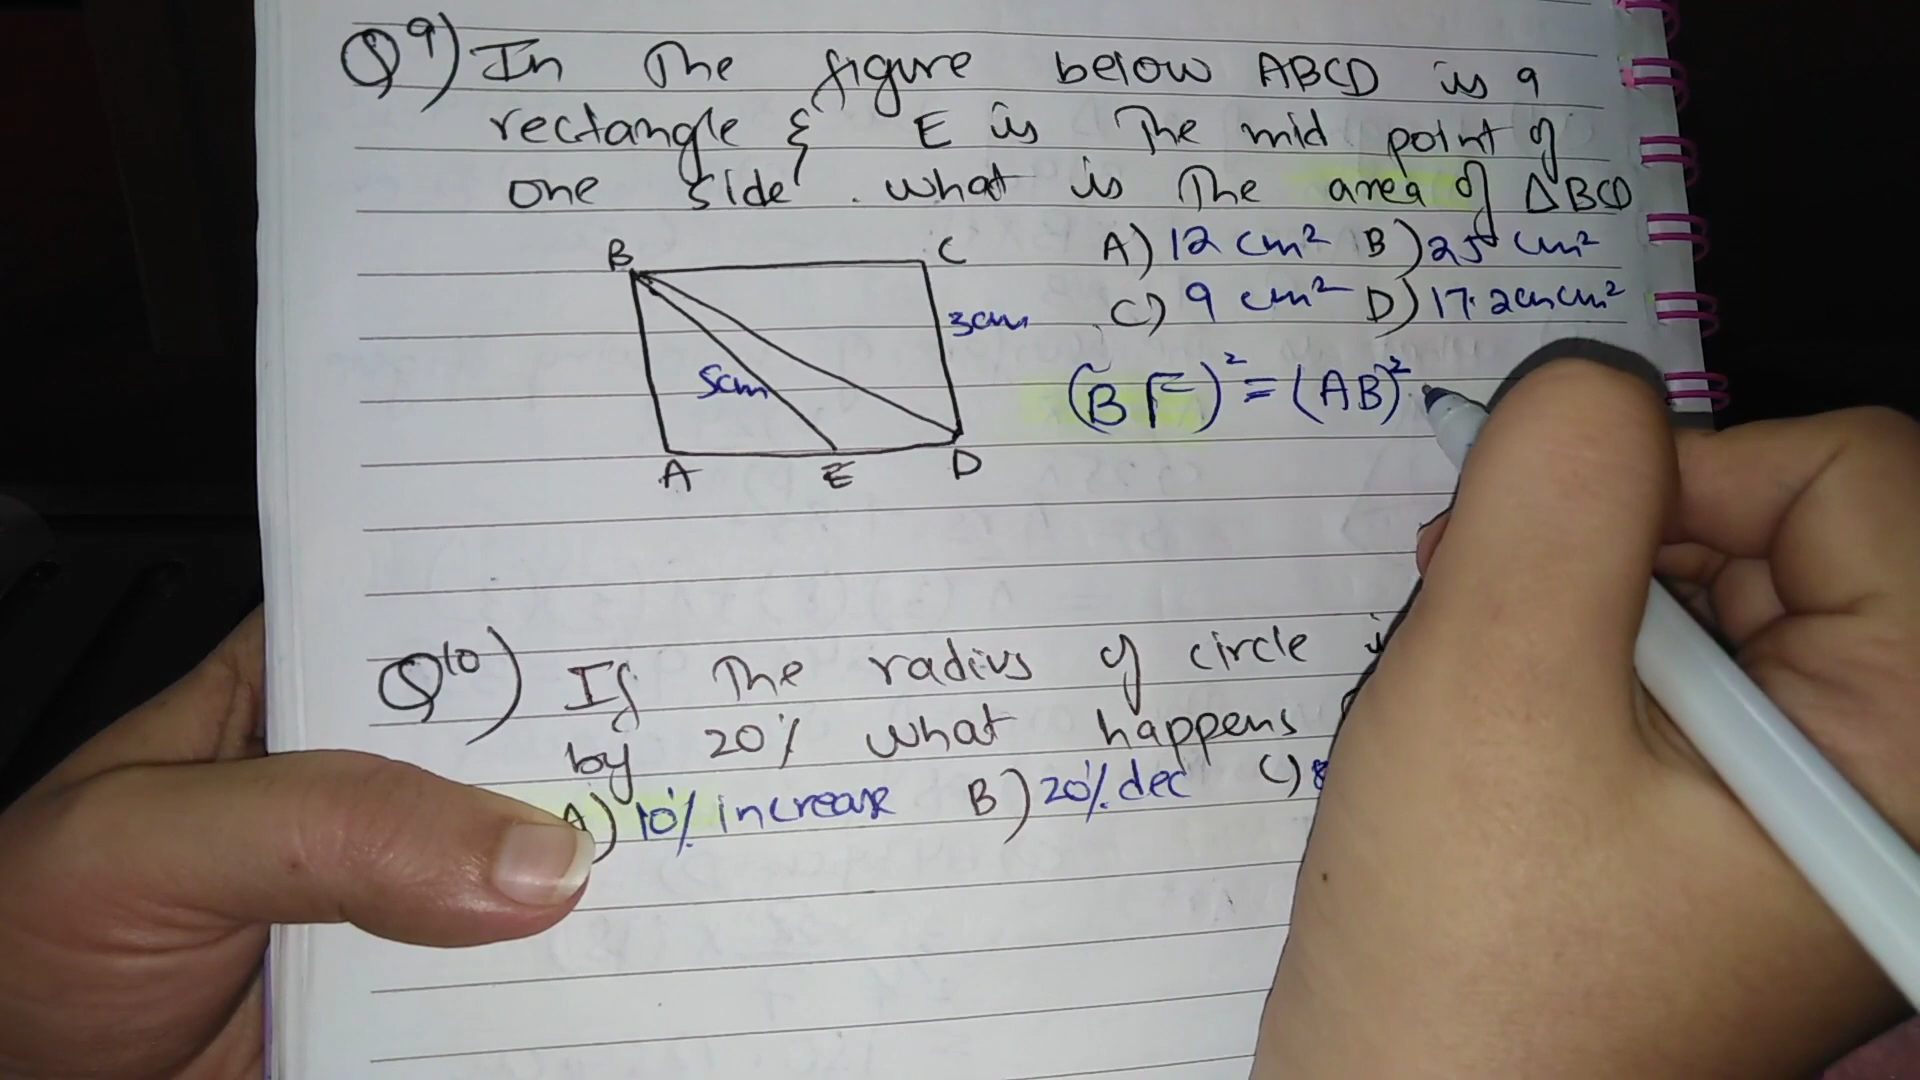 Q9) In The figure below ABCD is a
rectangle & E is The mid point of
one side. what is The area of ΔBCD
A) 12 cm² B) 25 cm²
C) 9 cm² D) 17.2cm cm²
B C
3cm
5cm
A E D
(BE)² = (AB)²
Q10) If The radius of circle
by 20% what happens
A) 10% increase B) 20% dec C)